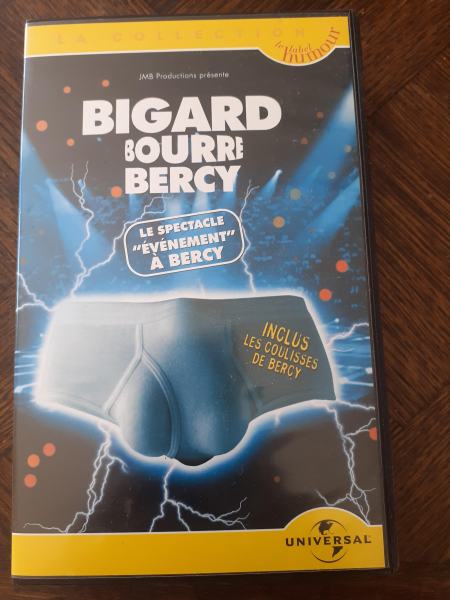 LA COLLECTION
le label
humour
JMB Productions présente
BIGARD
BOURRE
BERCY
LE SPECTACLE
"ÉVÉNEMENT"
À BERCY
INCLUS
LES COULISSES
DE BERCY
UNIVERSAL